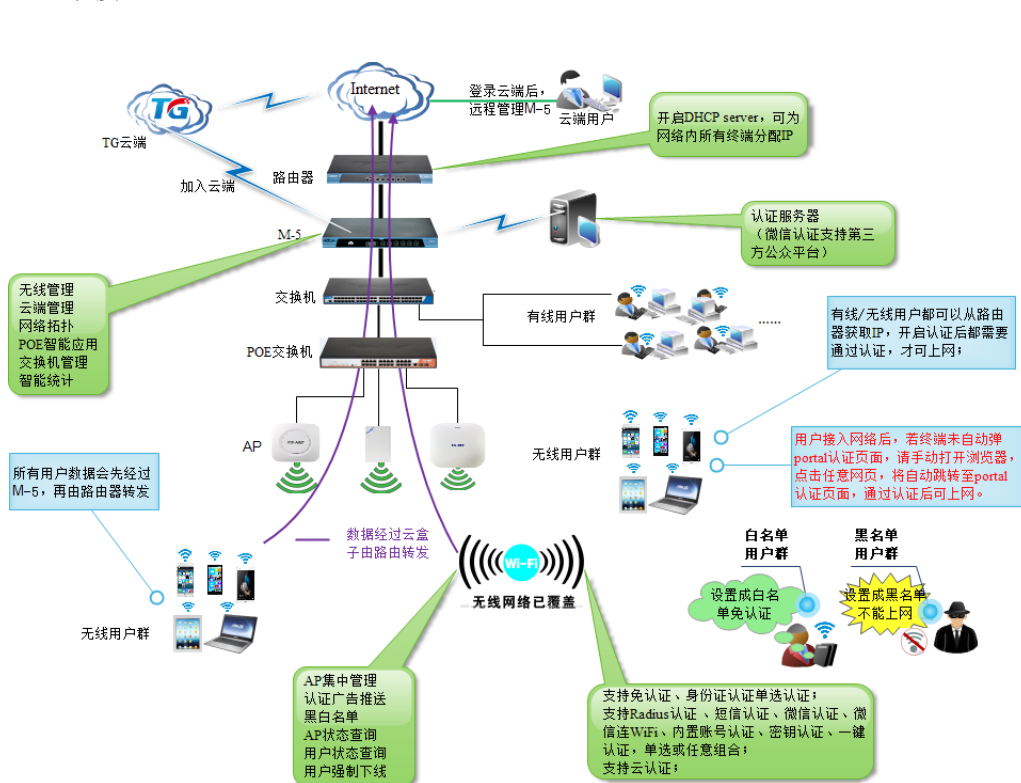 Internet
登录云端后，
远程管理M-5
云端用户
TG
TG云端
开启DHCP server，可为
网络内所有终端分配IP
路由器
加入云端
M-5
认证服务器
（微信认证支持第三
方公众平台）
无线管理
云端管理
网络拓扑
POE智能应用
交换机管理
智能统计
交换机
有线用户群
......
有线/无线用户都可以从路由
器获取IP，开启认证后都需要
通过认证，才可上网；
POE交换机
AP
无线用户群
用户接入网络后，若终端未自动弹
portal认证页面，请手动打开浏览器，
点击任意网页，将自动跳转至portal
认证页面，通过认证后可上网。
所有用户数据会先经过
M-5，再由路由器转发
数据经过云盒
子由路由转发
Wi-Fi
无线网络已覆盖
白名单
用户群
黑名单
用户群
设置成白名
单免认证
设置成黑名单
不能上网
无线用户群
AP集中管理
认证广告推送
黑白名单
AP状态查询
用户状态查询
用户强制下线
支持免认证、身份证认证单选认证；
支持Radius认证 、短信认证、微信认证、微
信连WiFi、内置账号认证、密钥认证、一键
认证，单选或任意组合；
支持云认证；